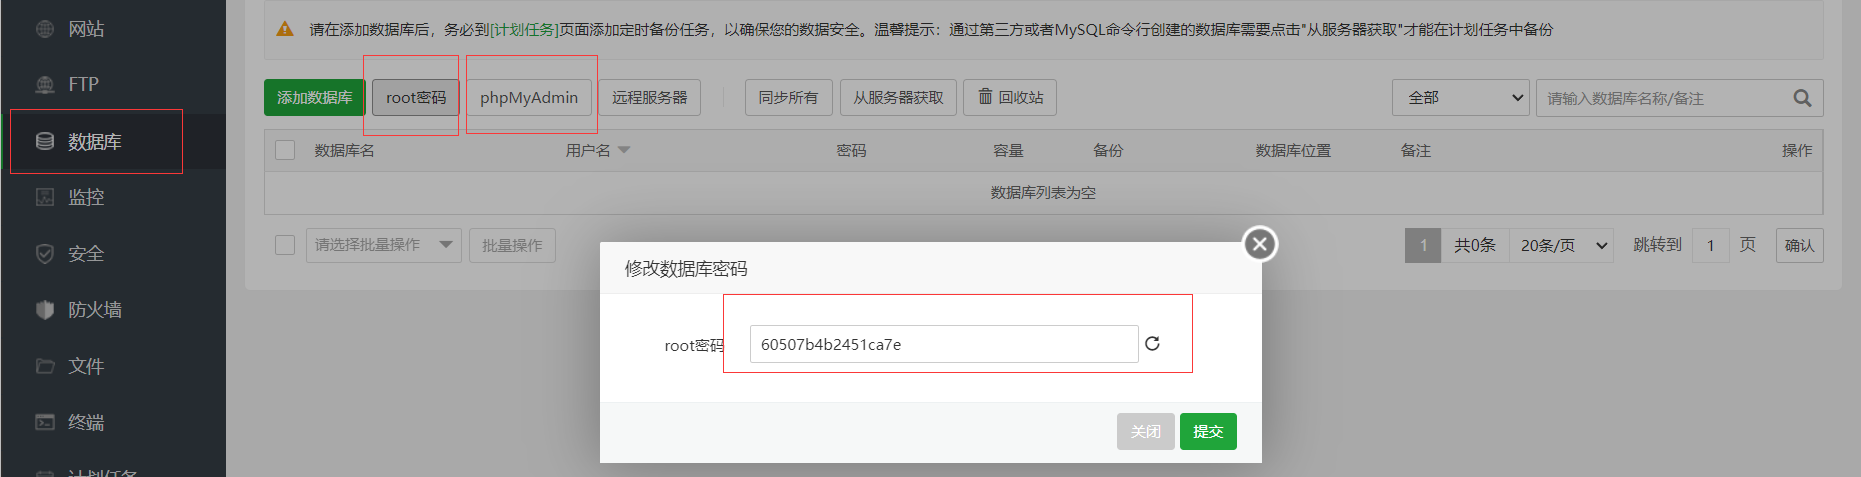 网站
FTP
数据库
监控
安全
防火墙
文件
终端
计划任务
请在添加数据库后，务必到[计划任务]页面添加定时备份任务，以确保您的数据安全。温馨提示：通过第三方或者MySQL命令行创建的数据库需要点击"从服务器获取"才能在计划任务中备份
添加数据库 root密码 phpMyAdmin 远程服务器 同步所有 从服务器获取 回收站 全部 请输入数据库名称/备注
数据库名 用户名 密码 容量 备份 数据库位置 备注 操作
数据库列表为空
请选择批量操作 批量操作 1 共0条 20条/页 跳转到 1 页 确认
修改数据库密码
root密码 60507b4b2451ca7e
关闭 提交